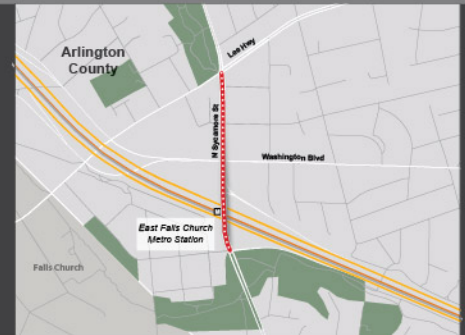 Lee Hwy
Arlington
County
N Sycamore St
Washington Blvd
M
East Falls Church
Metro Station
Falls Church